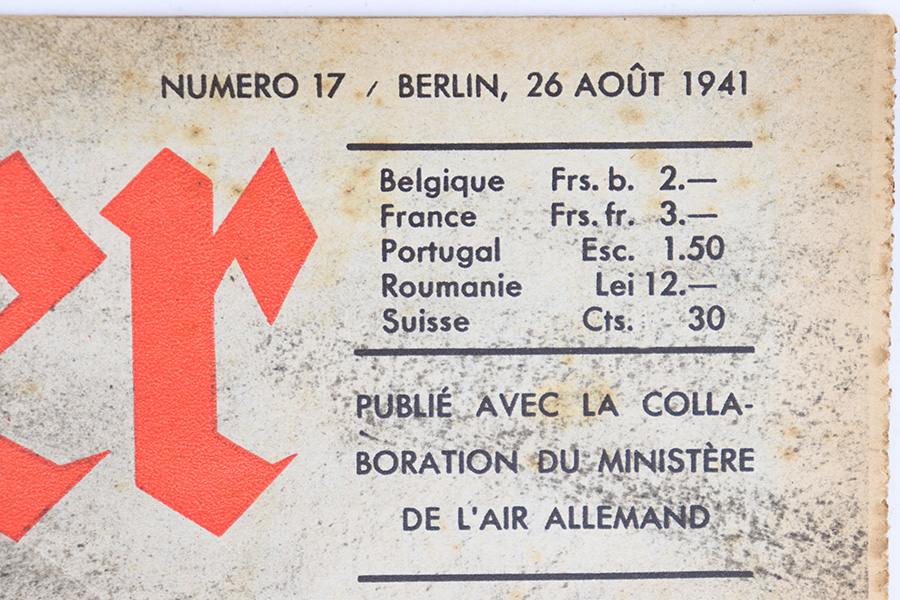 NUMERO 17 / BERLIN, 26 AOÛT 1941
er
Belgique Frs. b. 2.—
France Frs. fr. 3.—
Portugal Esc. 1.50
Roumanie Lei 12.—
Suisse Cts. 30
PUBLIÉ AVEC LA COLLA-
BORATION DU MINISTÈRE
DE L'AIR ALLEMAND